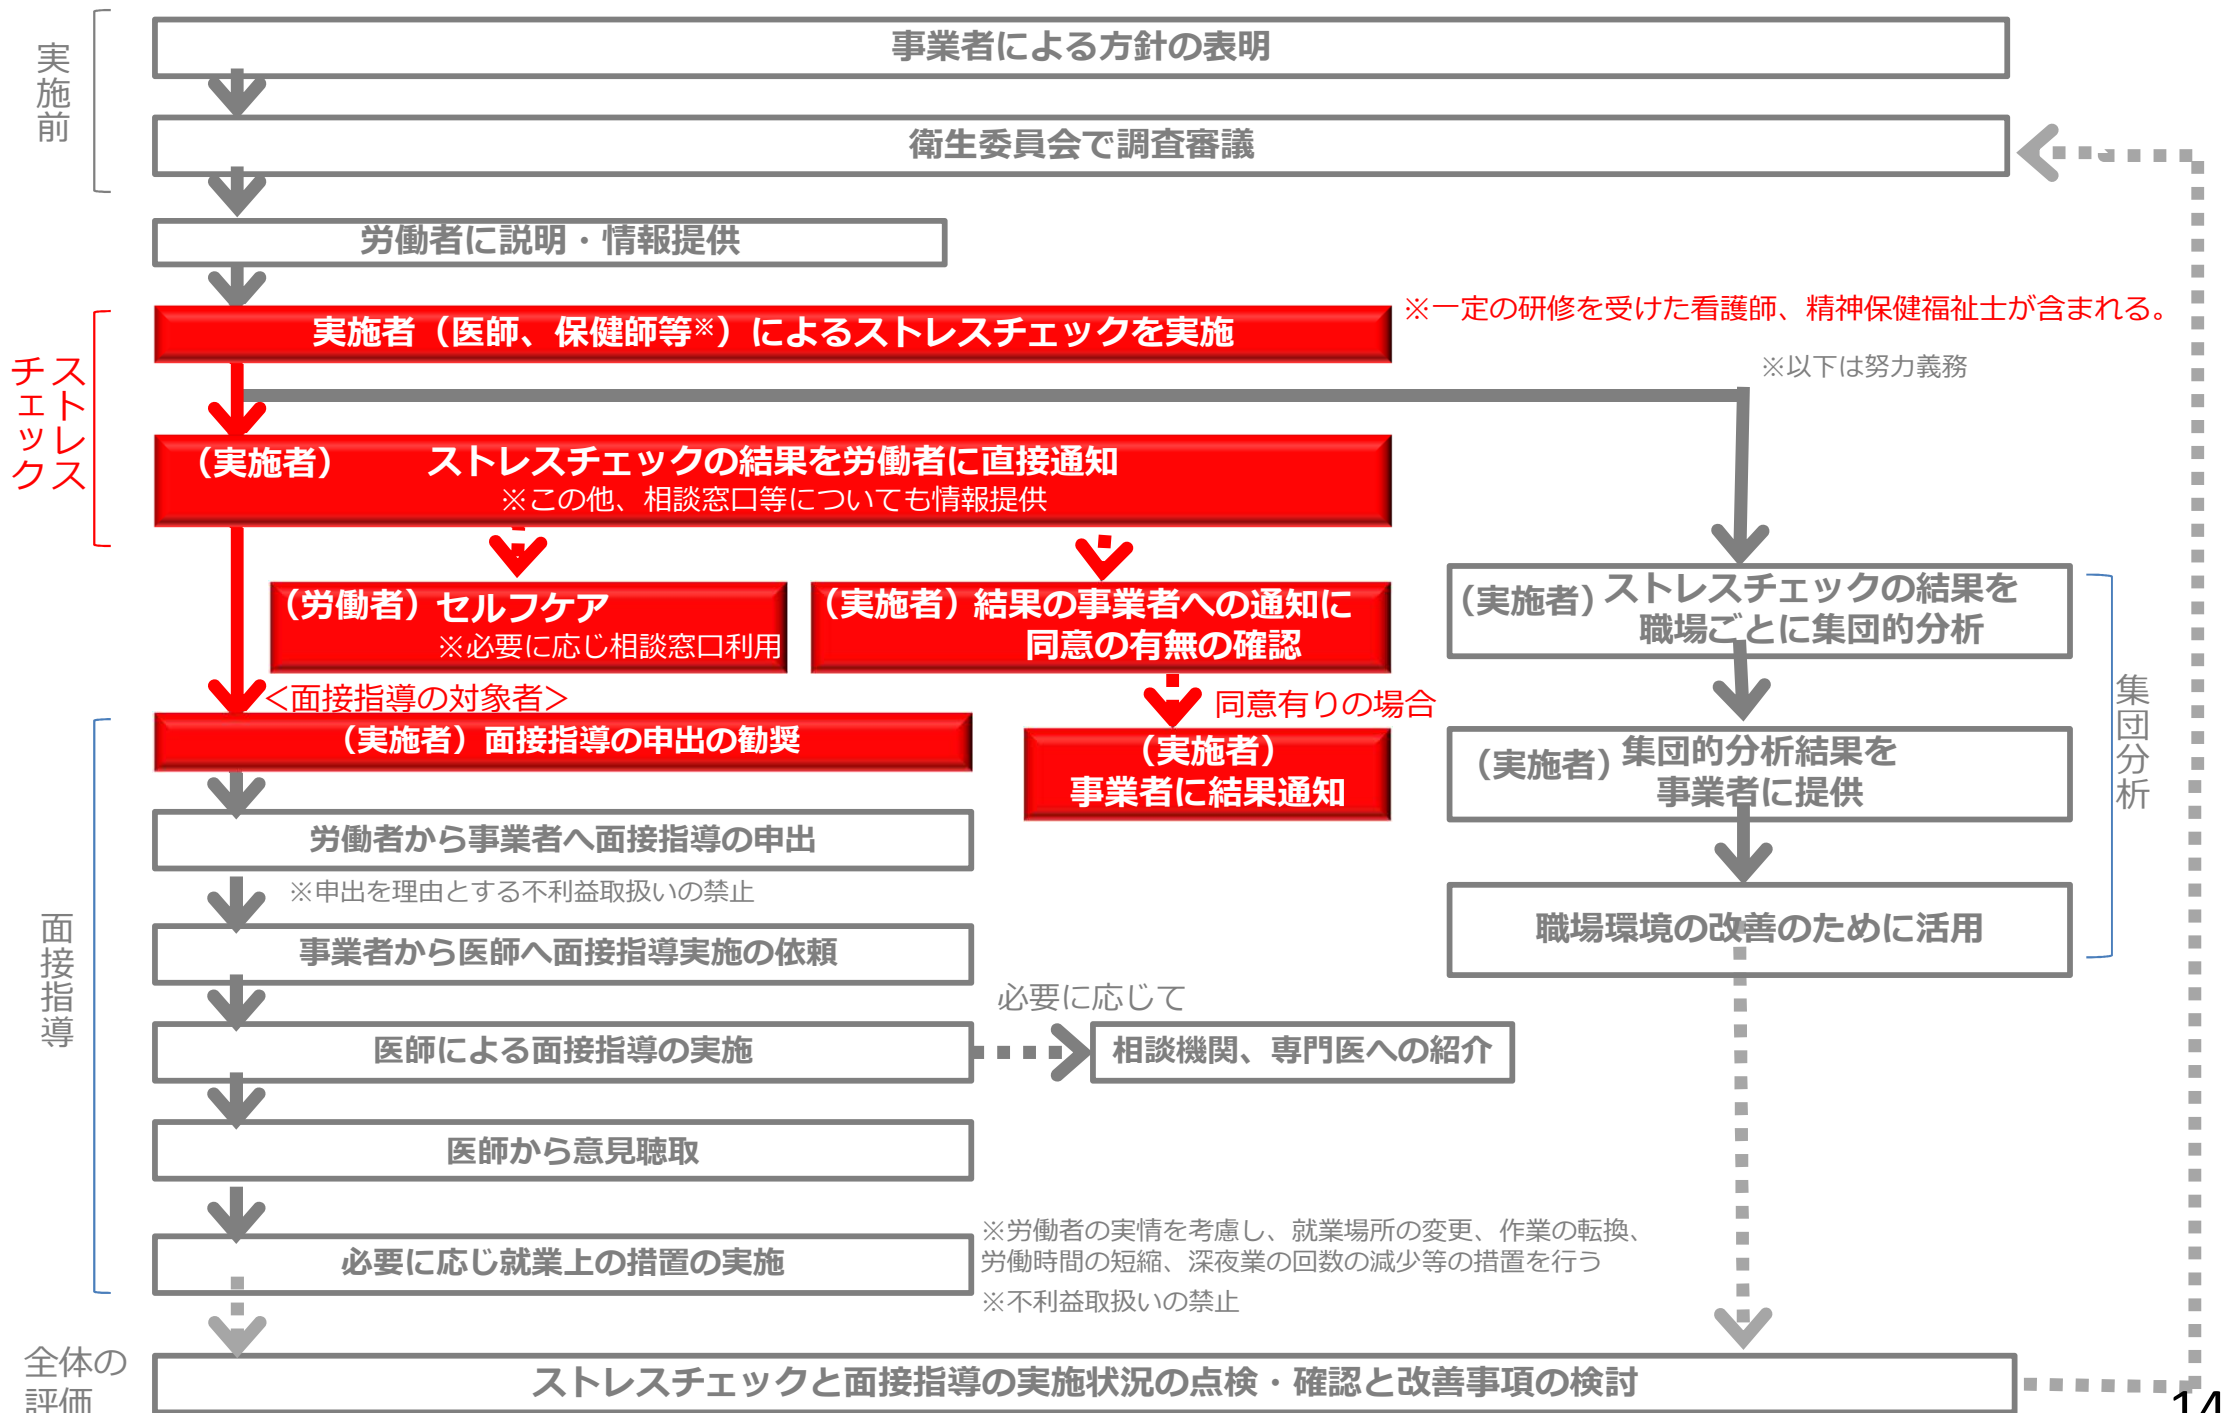 実施前
事業者による方針の表明
衛生委員会で調査審議
労働者に説明・情報提供
ストレス
チェック
実施者（医師、保健師等※）によるストレスチェックを実施
※一定の研修を受けた看護師、精神保健福祉士が含まれる。
※以下は努力義務
（実施者） ストレスチェックの結果を労働者に直接通知
※この他、相談窓口等についても情報提供
（労働者）セルフケア
※必要に応じ相談窓口利用
（実施者）結果の事業者への通知に
同意の有無の確認
＜面接指導の対象者＞
同意有りの場合
（実施者）
事業者に結果通知
（実施者）ストレスチェックの結果を
職場ごとに集団的分析
（実施者）集団的分析結果を
事業者に提供
職場環境の改善のために活用
集団分析
面接指導
（実施者）面接指導の申出の勧奨
労働者から事業者へ面接指導の申出
※申出を理由とする不利益取扱いの禁止
事業者から医師へ面接指導実施の依頼
医師による面接指導の実施
必要に応じて
相談機関、専門医への紹介
医師から意見聴取
必要に応じ就業上の措置の実施
※労働者の実情を考慮し、就業場所の変更、作業の転換、
労働時間の短縮、深夜業の回数の減少等の措置を行う
※不利益取扱いの禁止
全体の
評価
ストレスチェックと面接指導の実施状況の点検・確認と改善事項の検討
14